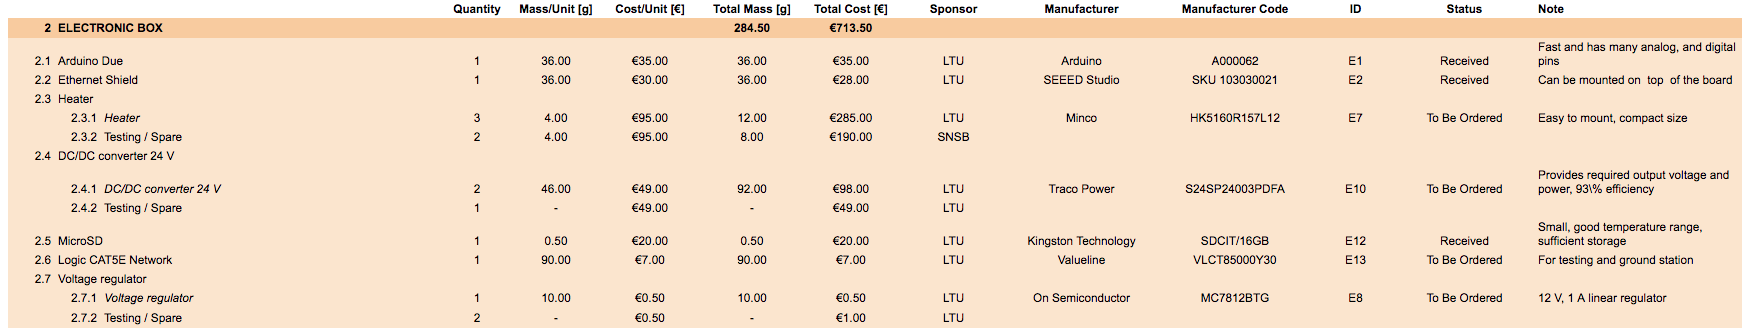 Quantity Mass/Unit [g] Cost/Unit [€] Total Mass [g] Total Cost [€] Sponsor Manufacturer Manufacturer Code ID Status Note
2 ELECTRONIC BOX 284.50 €713.50
Fast and has many analog, and digital
2.1 Arduino Due 1 36.00 €35.00 36.00 €35.00 LTU Arduino A000062 E1 Received pins
2.2 Ethernet Shield 1 36.00 €30.00 36.00 €28.00 LTU SEEED Studio SKU 103030021 E2 Received Can be mounted on top of the board
2.3 Heater
2.3.1 Heater 3 4.00 €95.00 12.00 €285.00 LTU Minco HK5160R157L12 E7 To Be Ordered Easy to mount, compact size
2.3.2 Testing / Spare 2 4.00 €95.00 8.00 €190.00 SNSB
2.4 DC/DC converter 24 V
Provides required output voltage and
2.4.1 DC/DC converter 24 V 2 46.00 €49.00 92.00 €98.00 LTU Traco Power S24SP24003PDFA E10 To Be Ordered power, 93\% efficiency
2.4.2 Testing / Spare 1 - €49.00 - €49.00 LTU
Small, good temperature range,
2.5 MicroSD 1 0.50 €20.00 0.50 €20.00 LTU Kingston Technology SDCIT/16GB E12 Received sufficient storage
2.6 Logic CAT5E Network 1 90.00 €7.00 90.00 €7.00 LTU Valueline VLCT85000Y30 E13 To Be Ordered For testing and ground station
2.7 Voltage regulator
2.7.1 Voltage regulator 1 10.00 €0.50 10.00 €0.50 LTU On Semiconductor MC7812BTG E8 To Be Ordered 12 V, 1 A linear regulator
2.7.2 Testing / Spare 2 - €0.50 - €1.00 LTU